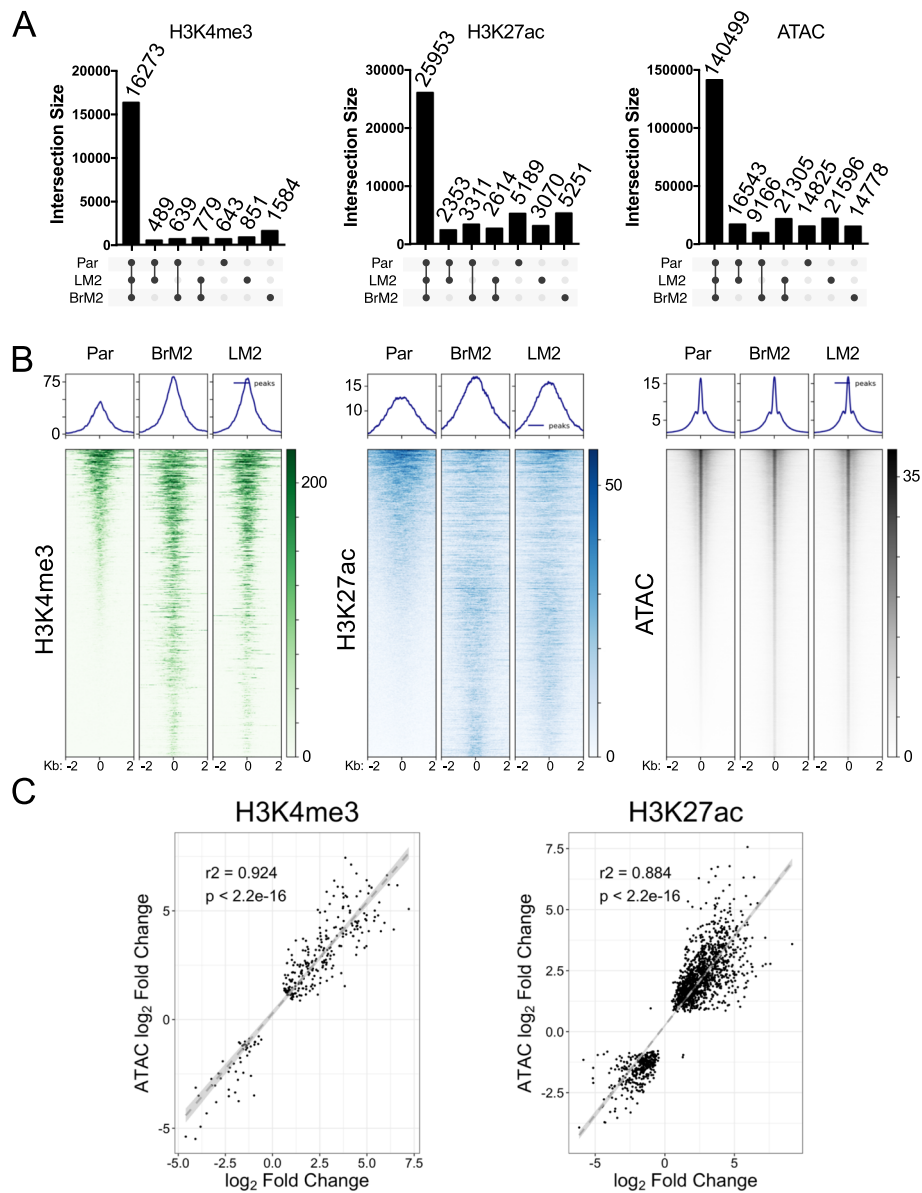 A
H3K4me3
H3K27ac
ATAC
Intersection Size
20000
15000
10000
5000
0
16273
489
639
779
643
851
1584
Par
LM2
BrM2
Intersection Size
30000
20000
10000
0
25953
2353
3311
2614
5189
3070
5251
Par
LM2
BrM2
Intersection Size
150000
100000
50000
0
140499
16543
9166
21305
14825
21596
14778
Par
LM2
BrM2
B
Par BrM2 LM2
75
0
peaks
H3K4me3
200
0
Kb: -2 0 2 -2 0 2 -2 0 2
Par BrM2 LM2
15
10
peaks
H3K27ac
50
0
Kb: -2 0 2 -2 0 2 -2 0 2
Par BrM2 LM2
15
5
peaks
ATAC
35
0
Kb: -2 0 2 -2 0 2 -2 0 2
C
H3K4me3
r2 = 0.924
p < 2.2e-16
ATAC log2 Fold Change
5
0
-5
-5.0 -2.5 0.0 2.5 5.0 7.5
log2 Fold Change
H3K27ac
r2 = 0.884
p < 2.2e-16
ATAC log2 Fold Change
7.5
5.0
2.5
0.0
-2.5
-5 0 5
log2 Fold Change